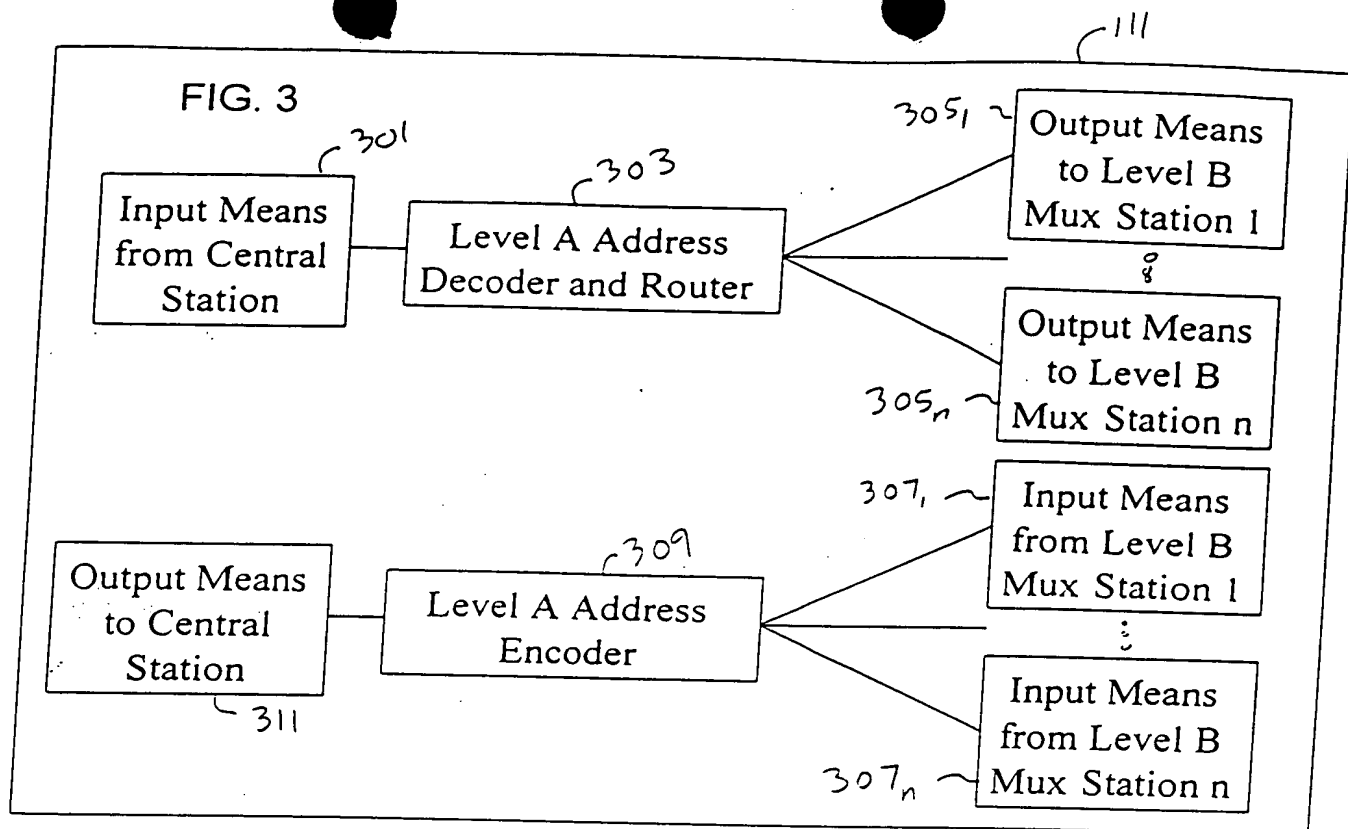 111
FIG. 3
301
Input Means
from Central
Station
303
Level A Address
Decoder and Router
305₁
Output Means
to Level B
Mux Station 1
305ₙ
Output Means
to Level B
Mux Station n
307₁
Input Means
from Level B
Mux Station 1
309
Level A Address
Encoder
Output Means
to Central
Station
311
307ₙ
Input Means
from Level B
Mux Station n